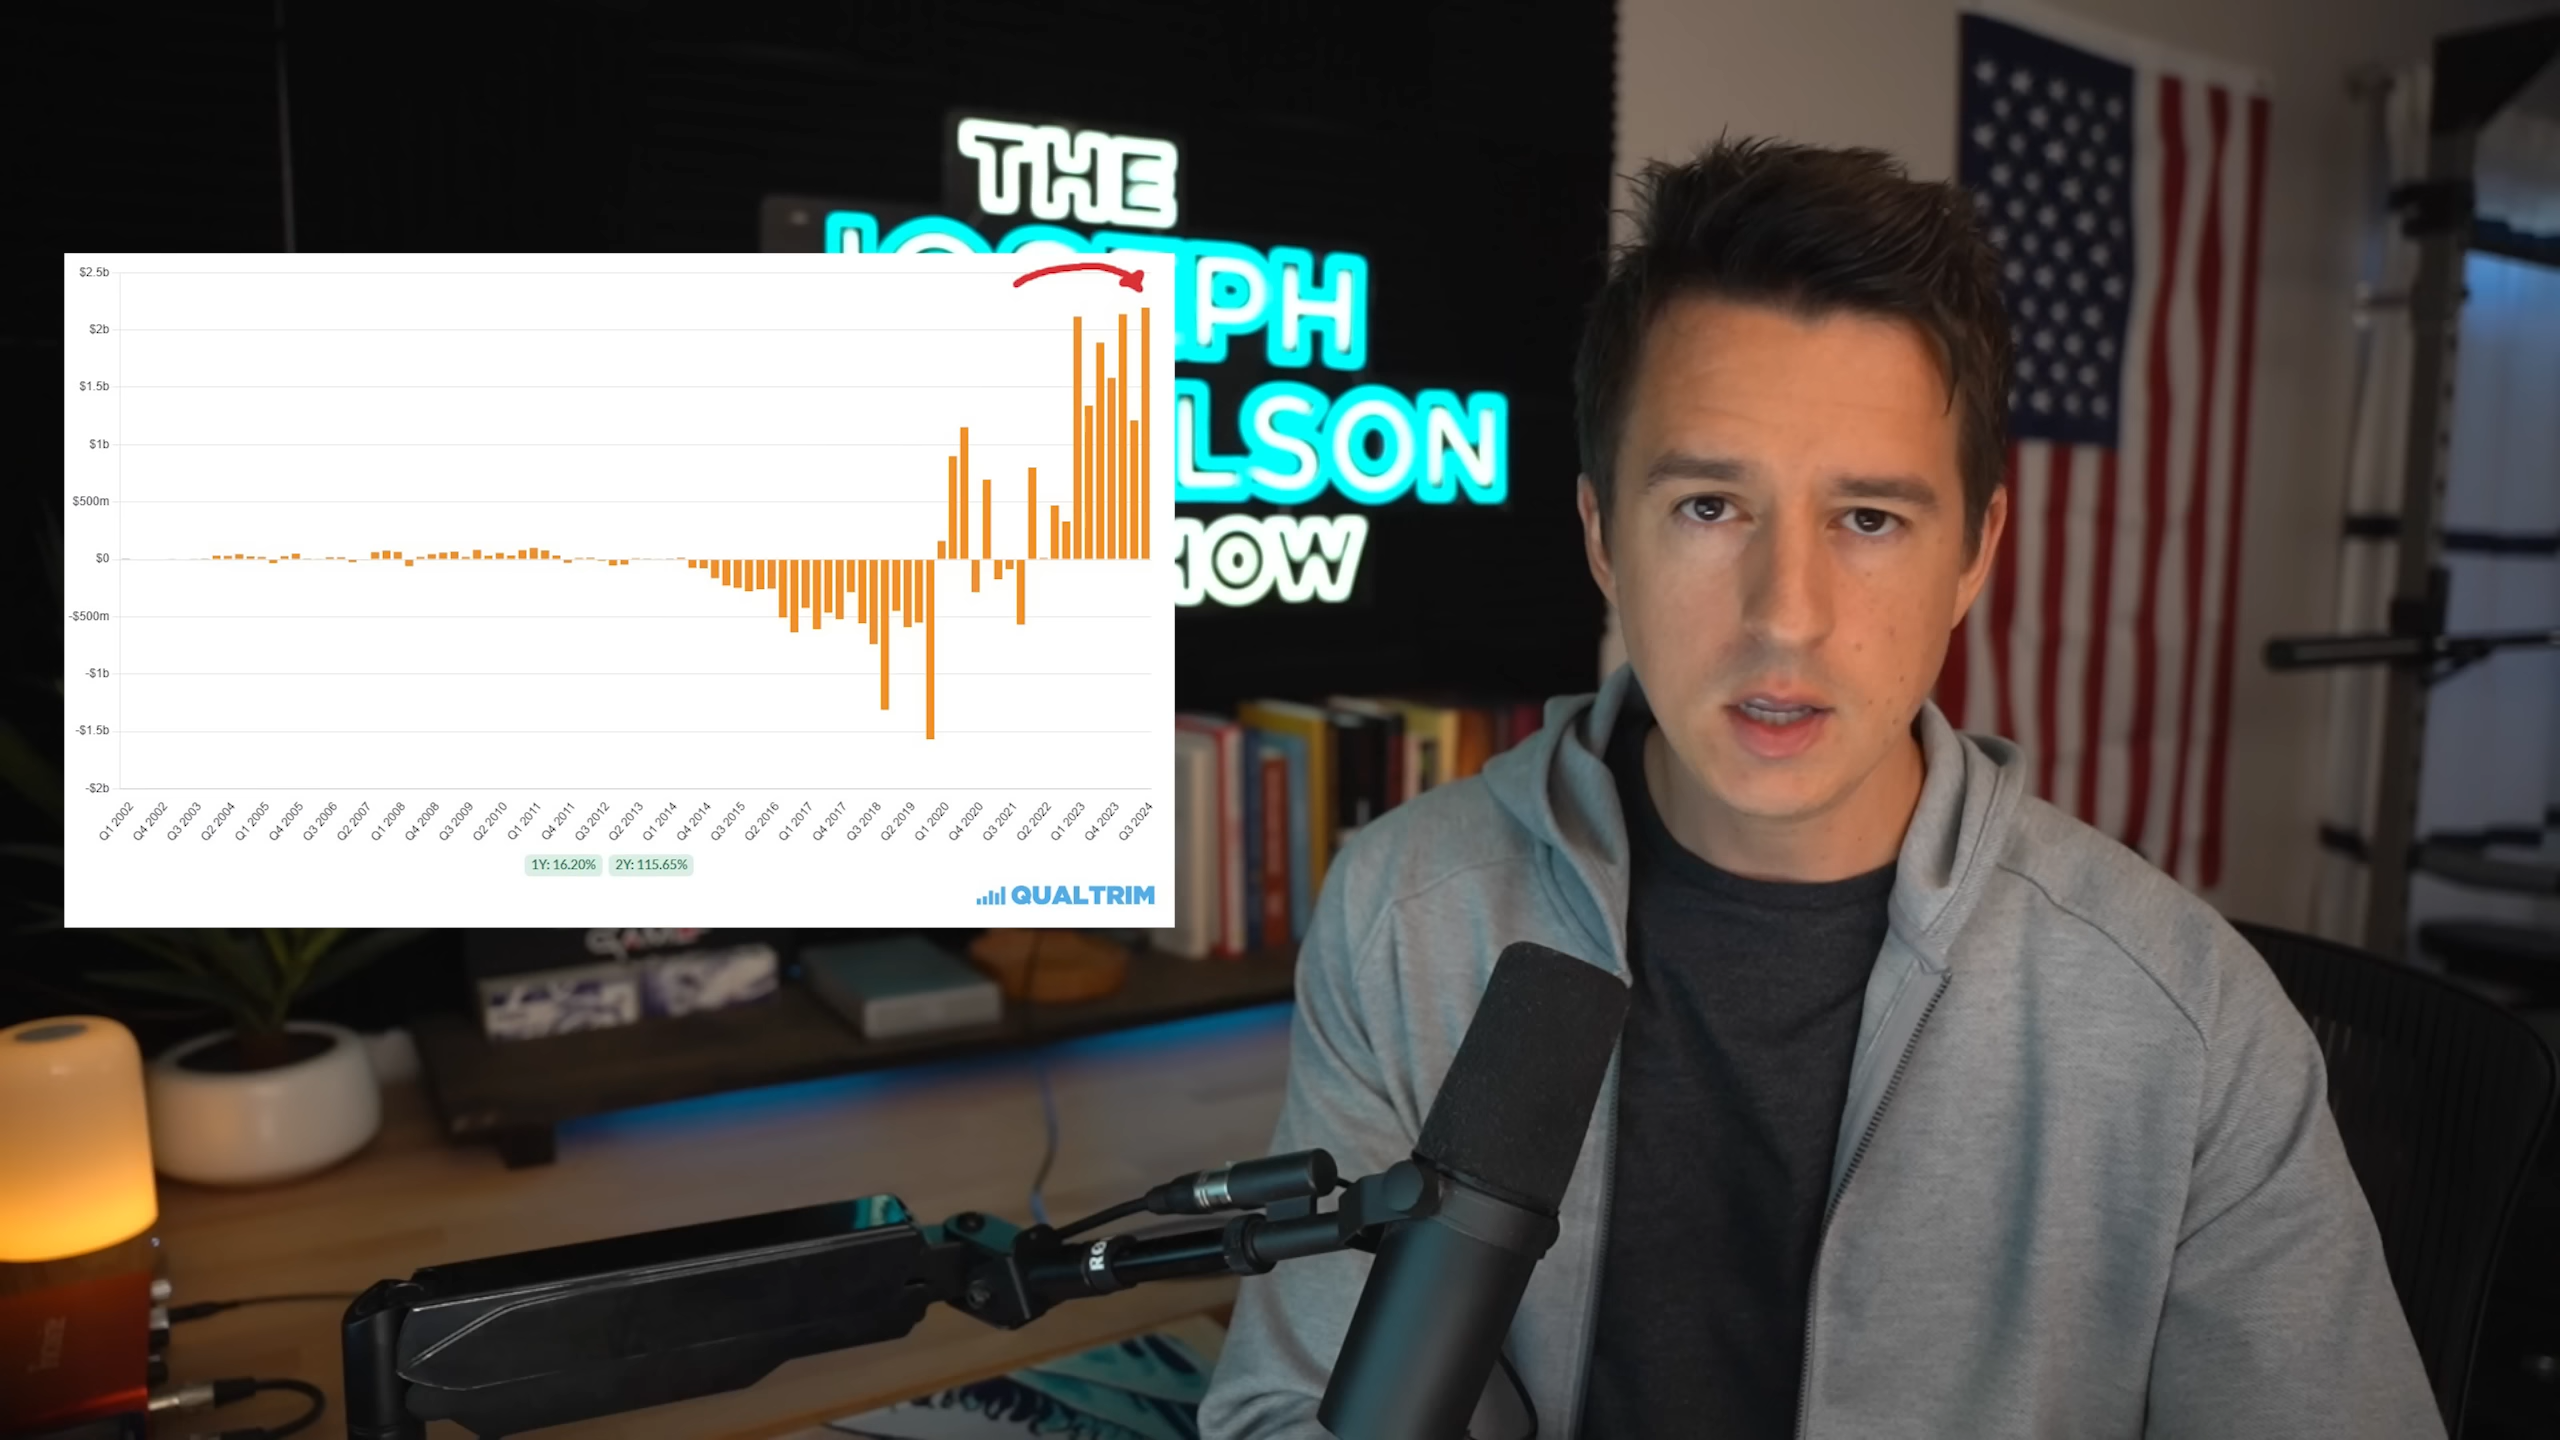 THE
JOSEPH
LSON
HOW
$2.5b
$2b
$1.5b
$1b
$500m
$0
-$500m
-$1b
-$1.5b
-$2b
Q1 2002
Q4 2002
Q3 2003
Q2 2004
Q1 2005
Q4 2005
Q3 2006
Q2 2007
Q1 2008
Q4 2008
Q3 2009
Q2 2010
Q1 2011
Q4 2011
Q3 2012
Q2 2013
Q1 2014
Q4 2014
Q3 2015
Q2 2016
Q1 2017
Q4 2017
Q3 2018
Q2 2019
Q1 2020
Q4 2020
Q3 2021
Q2 2022
Q1 2023
Q4 2023
Q3 2024
1Y: 16.20% 2Y: 115.65%
QUALTRIM